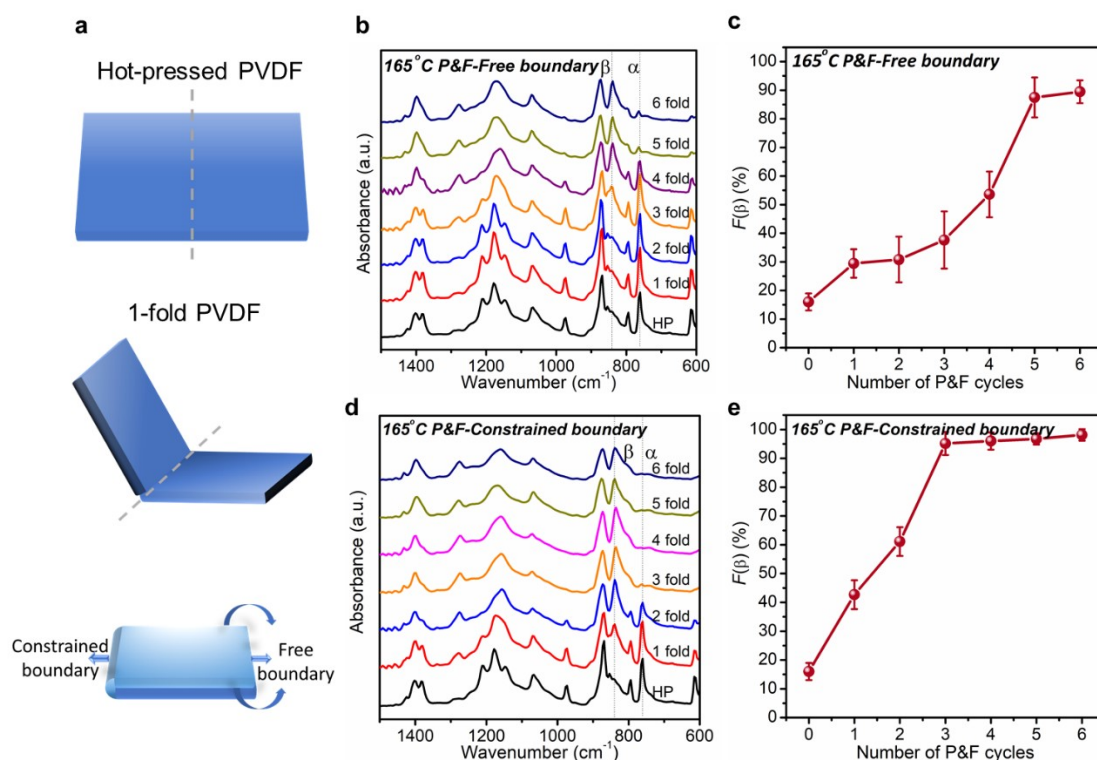 a
Hot-pressed PVDF
1-fold PVDF
Constrained
boundary
Free
boundary
b
165°C P&F-Free boundary
β
α
6 fold
5 fold
4 fold
3 fold
2 fold
1 fold
HP
Absorbance (a.u.)
1400 1200 1000 800 600
Wavenumber (cm⁻¹)
c
165°C P&F-Free boundary
F(β) (%)
100
90
80
70
60
50
40
30
20
10
0
0 1 2 3 4 5 6
Number of P&F cycles
d
165°C P&F-Constrained boundary
β
α
6 fold
5 fold
4 fold
3 fold
2 fold
1 fold
HP
Absorbance (a.u.)
1400 1200 1000 800 600
Wavenumber (cm⁻¹)
e
165°C P&F-Constrained boundary
F(β) (%)
100
90
80
70
60
50
40
30
20
10
0
0 1 2 3 4 5 6
Number of P&F cycles